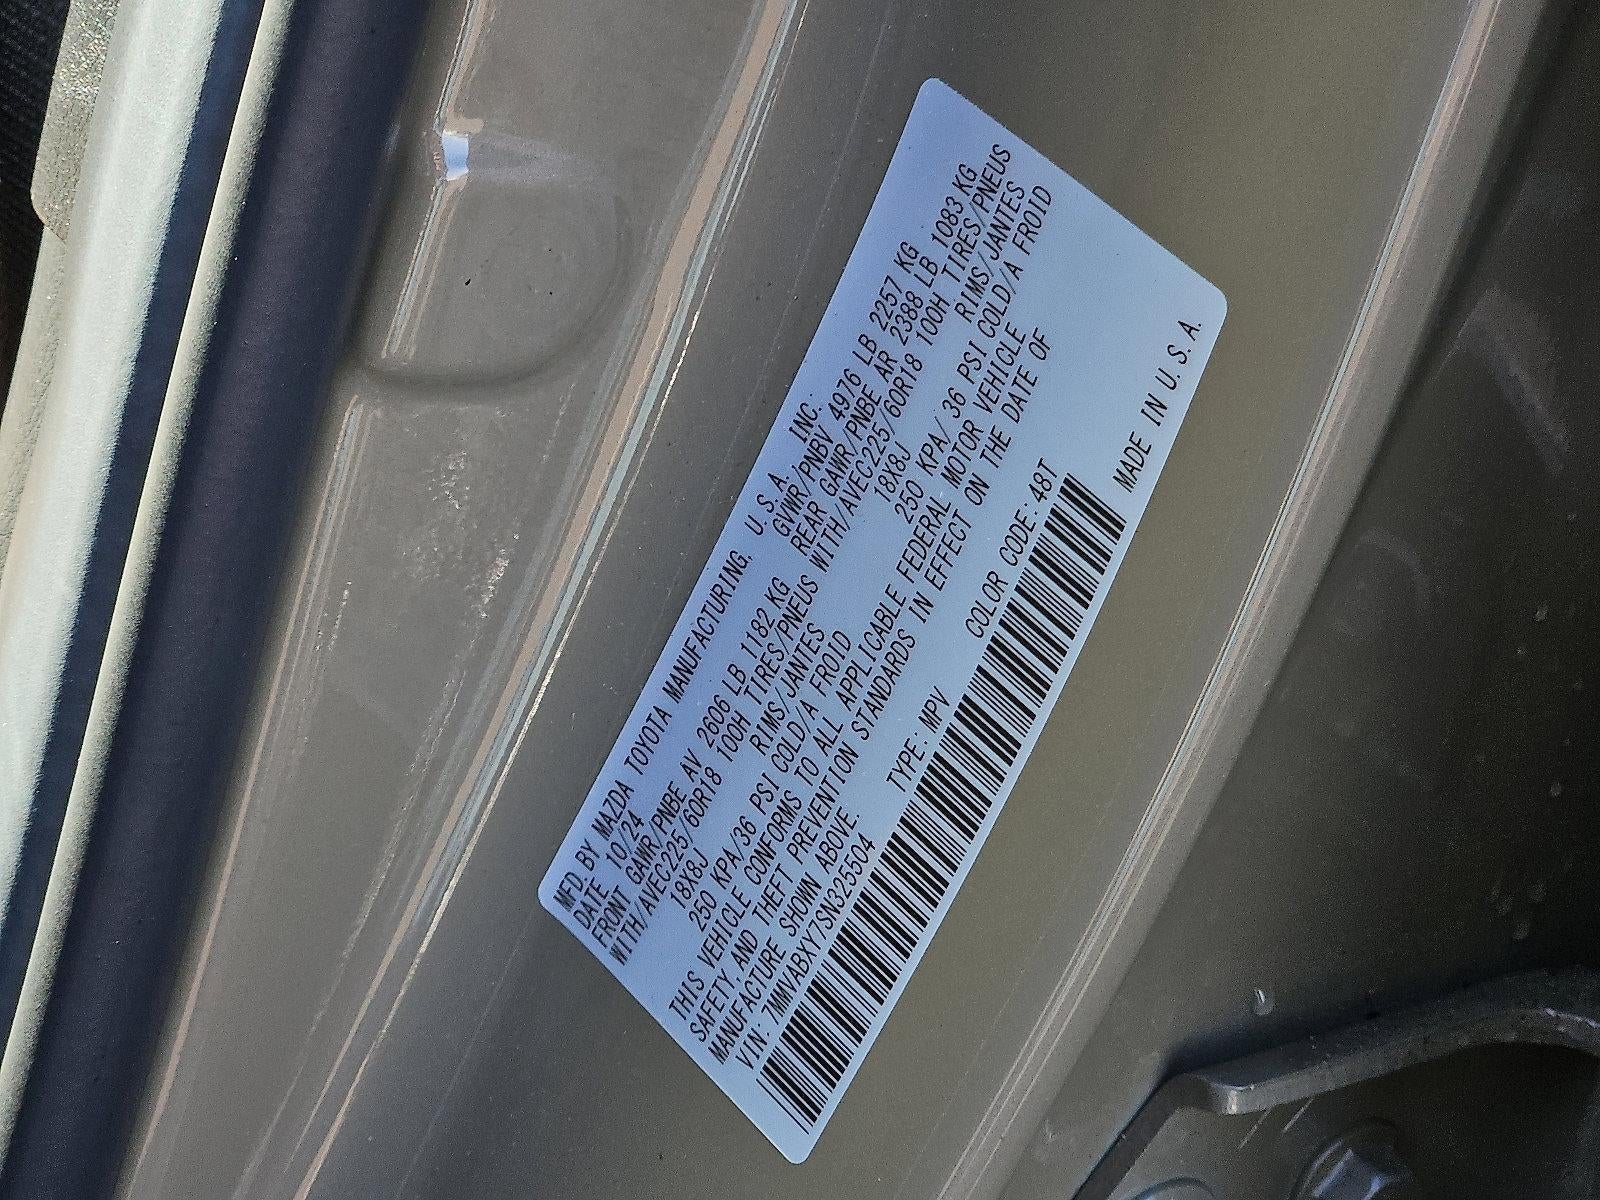 MFD. BY MAZDA TOYOTA MANUFACTURING, U. S. A. INC.
DATE 10/24 GVWR/PNBV 4976 LB 2257 KG
FRONT GAWR/PNBE AV 2606 LB 1182 KG REAR GAWR/PNBE AR 2388 LB 1083 KG
WITH/AVEC225/60R18 100H TIRES/PNEUS WITH/AVEC225/60R18 100H TIRES/PNEUS
18X8J RIMS/JANTES 18X8J RIMS/JANTES
250 KPA/36 PSI COLD/A FROID 250 KPA/ 36 PSI COLD/A FROID
THIS VEHICLE CONFORMS TO ALL APPLICABLE FEDERAL MOTOR VEHICLE
SAFETY, AND THEFT PREVENTION STANDARDS IN EFFECT ON THE DATE OF
MANUFACTURE SHOWN ABOVE.
VIN: 7MMVABXY7SN325504 TYPE: MPV COLOR CODE: 48T
MADE IN U. S. A.